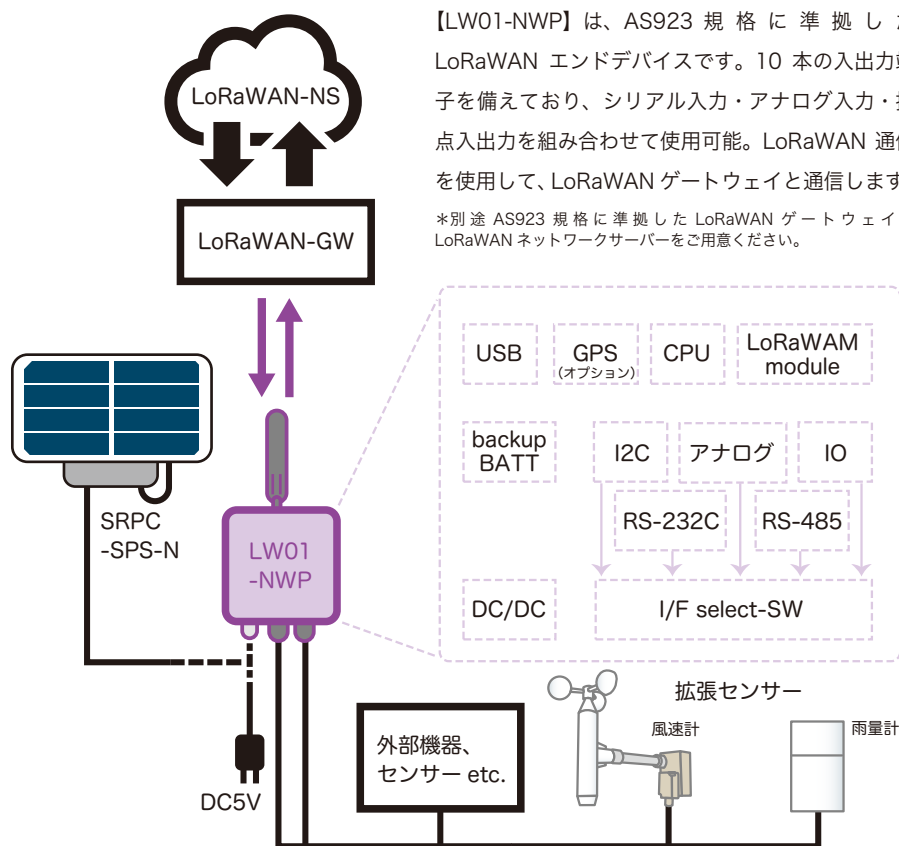 【LW01-NWP】は、AS923 規格に準拠し
LoRaWAN エンドデバイスです。10 本の入出力
子を備えており、シリアル入力・アナログ入力・
点入出力を組み合わせて使用可能。LoRaWAN 通
を使用して、LoRaWAN ゲートウェイと通信します
*別途 AS923 規格に準拠した LoRaWAN ゲートウェイ
LoRaWAN ネットワークサーバーをご用意ください。
LoRaWAN-NS
LoRaWAN-GW
USB
GPS
(オプション)
CPU
LoRaWAM
module
backup
BATT
I2C
アナログ
IO
RS-232C
RS-485
DC/DC
I/F select-SW
SRPC
-SPS-N
LW01
-NWP
DC5V
外部機器、
センサー etc.
拡張センサー
風速計
雨量計